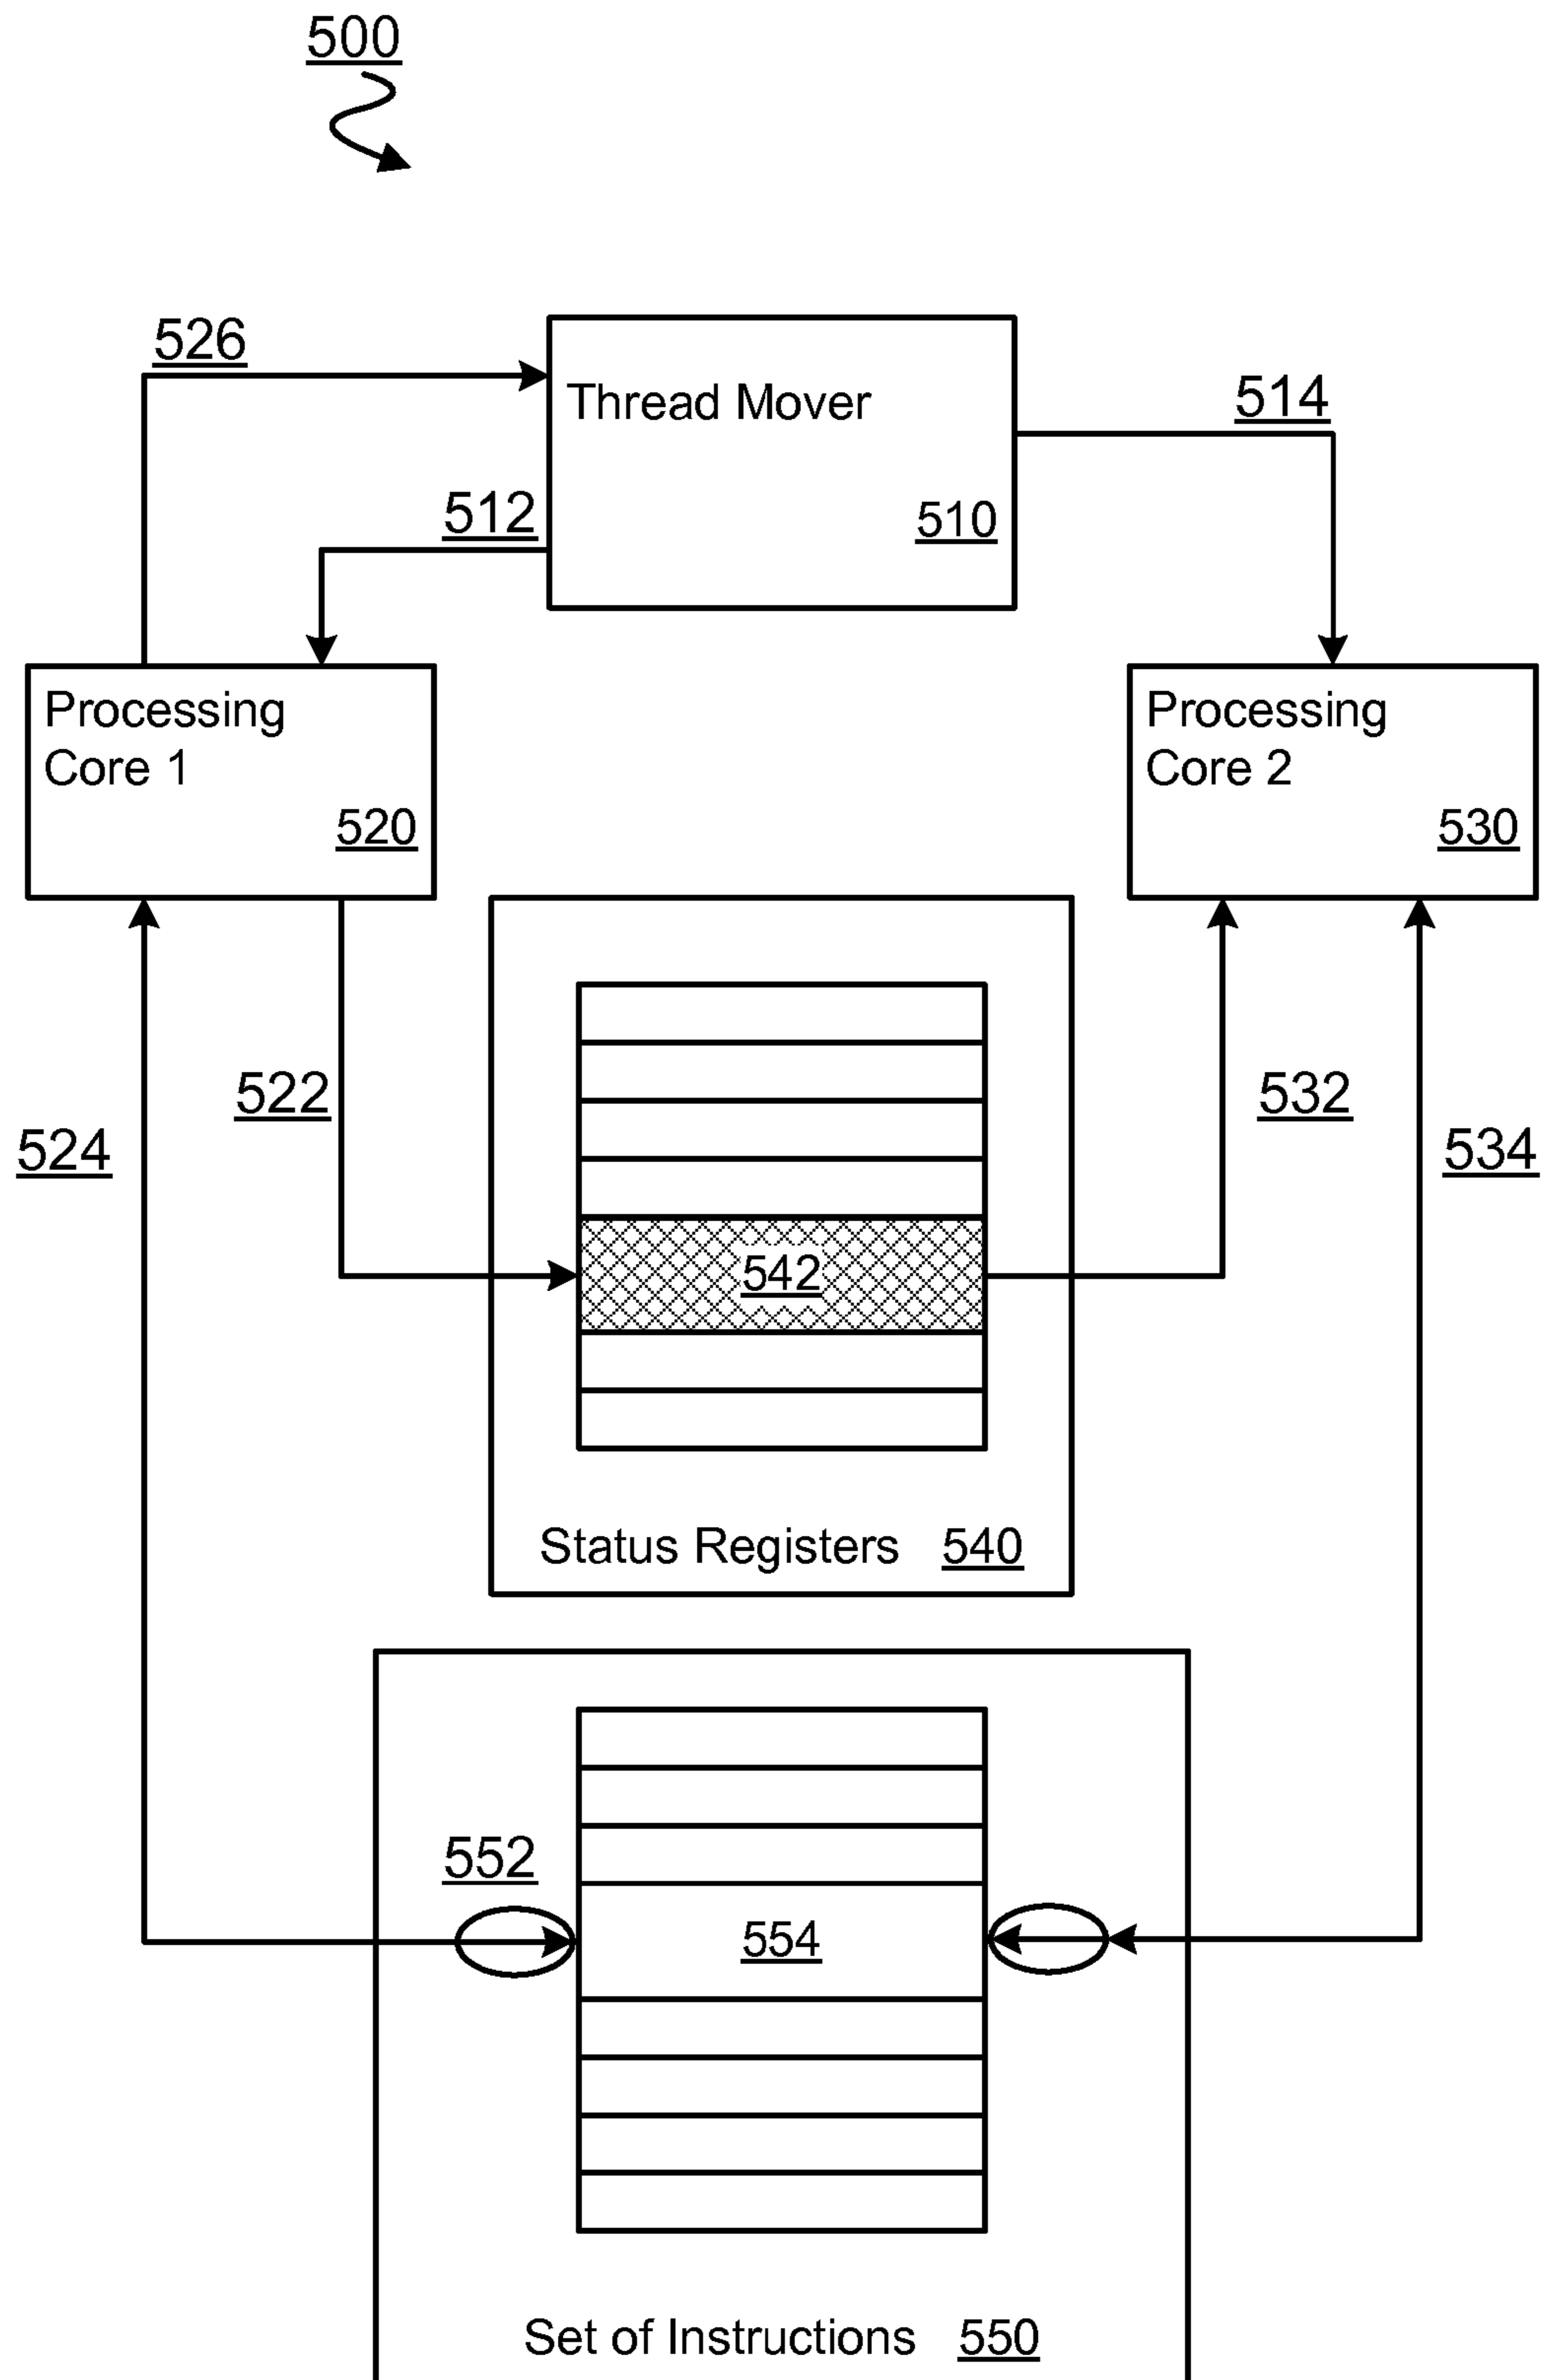 500
526
Thread Mover
514
512
510
Processing
Core 1
520
Processing
Core 2
530
522
532
524
534
542
Status Registers 540
552
554
Set of Instructions 550